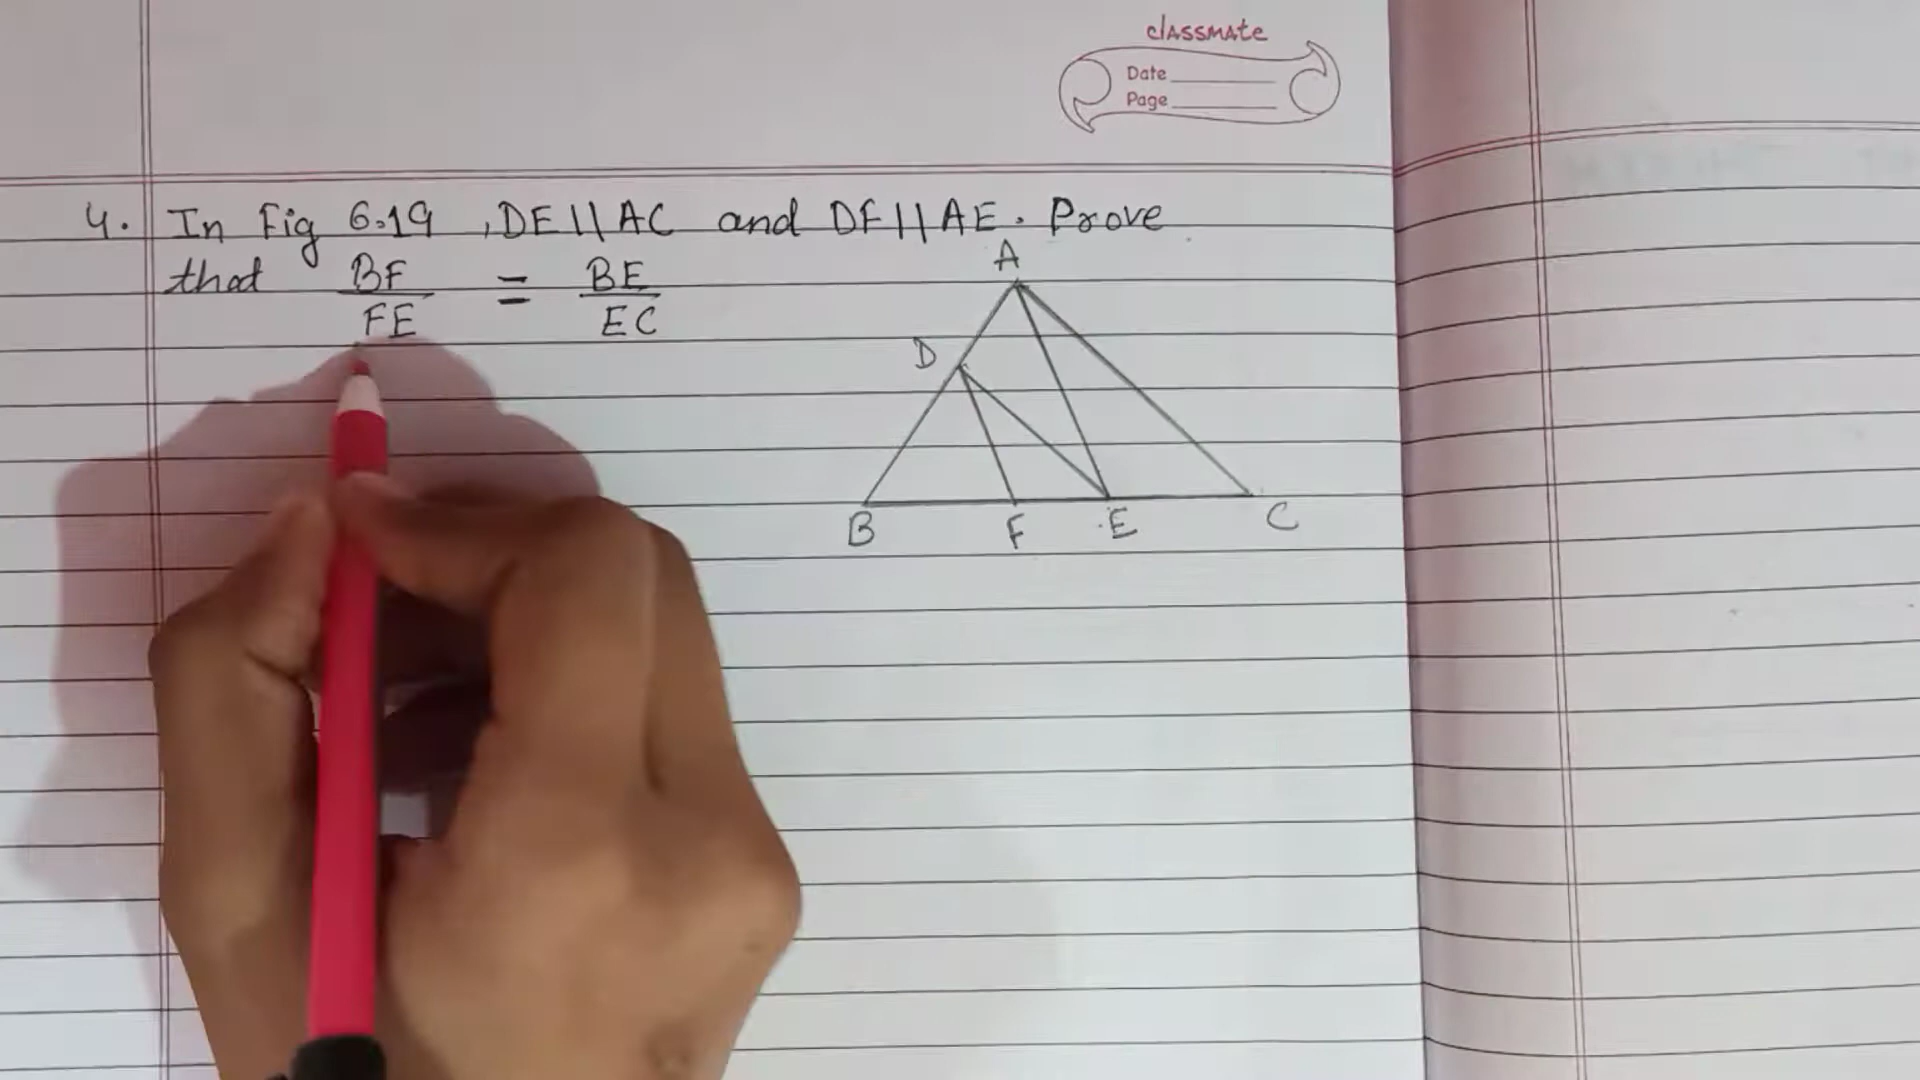 classmate
Date
Page
4. In Fig 6.19 , DE || AC and DF || AE. Prove
that BF/FE = BE/EC
A
D
B F E C